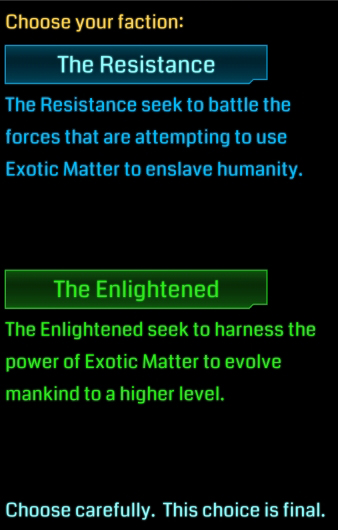 Choose your faction:
The Resistance
The Resistance seek to battle the
forces that are attempting to use
Exotic Matter to enslave humanity.
The Enlightened
The Enlightened seek to harness the
power of Exotic Matter to evolve
mankind to a higher level.
Choose carefully. This choice is final.